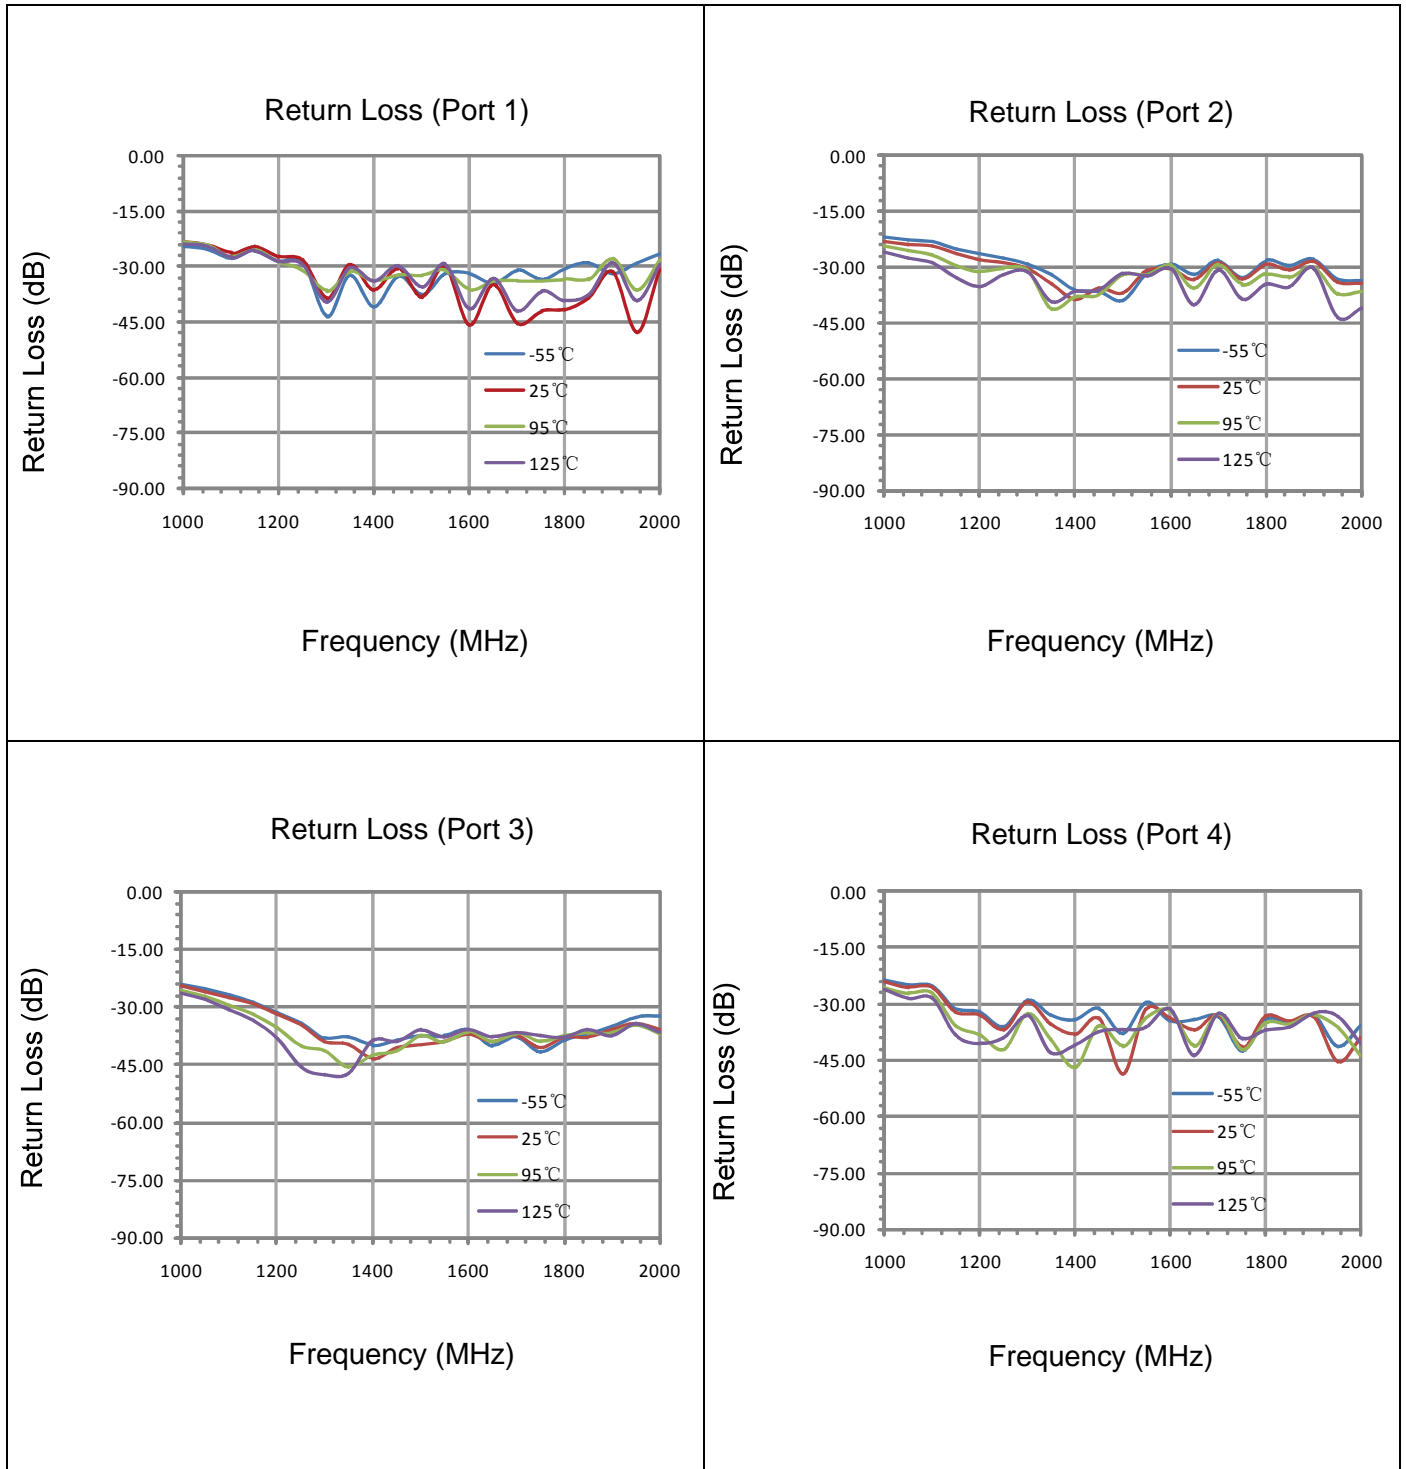 Return Loss (Port 1)
Return Loss (dB)
0.00
-15.00
-30.00
-45.00
-60.00
-75.00
-90.00
1000 1200 1400 1600 1800 2000
-55℃
25℃
95℃
125℃
Frequency (MHz)
Return Loss (Port 2)
Return Loss (dB)
0.00
-15.00
-30.00
-45.00
-60.00
-75.00
-90.00
1000 1200 1400 1600 1800 2000
-55℃
25℃
95℃
125℃
Frequency (MHz)
Return Loss (Port 3)
Return Loss (dB)
0.00
-15.00
-30.00
-45.00
-60.00
-75.00
-90.00
1000 1200 1400 1600 1800 2000
-55℃
25℃
95℃
125℃
Frequency (MHz)
Return Loss (Port 4)
Return Loss (dB)
0.00
-15.00
-30.00
-45.00
-60.00
-75.00
-90.00
1000 1200 1400 1600 1800 2000
-55℃
25℃
95℃
125℃
Frequency (MHz)